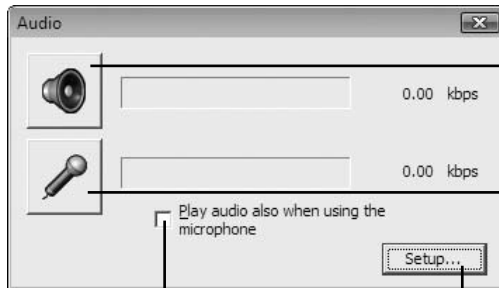 Audio
0.00 kbps
0.00 kbps
Play audio also when using the
microphone
Setup...